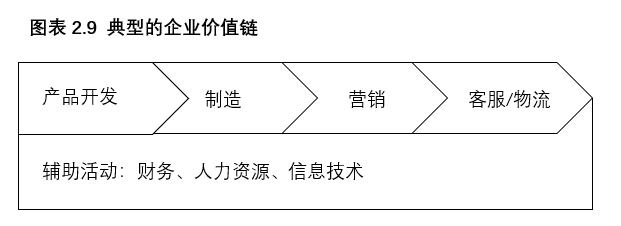 图表 2.9 典型的企业价值链
产品开发
制造
营销
客服/物流
辅助活动：财务、人力资源、信息技术